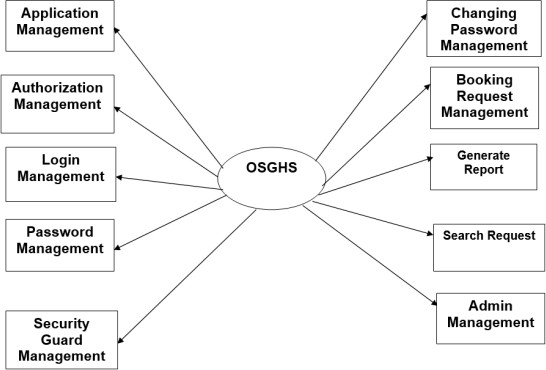 Application
Management
Authorization
Management
Login
Management
Password
Management
Security
Guard
Management
OSGHS
Changing
Password
Management
Booking
Request
Management
Generate
Report
Search Request
Admin
Management